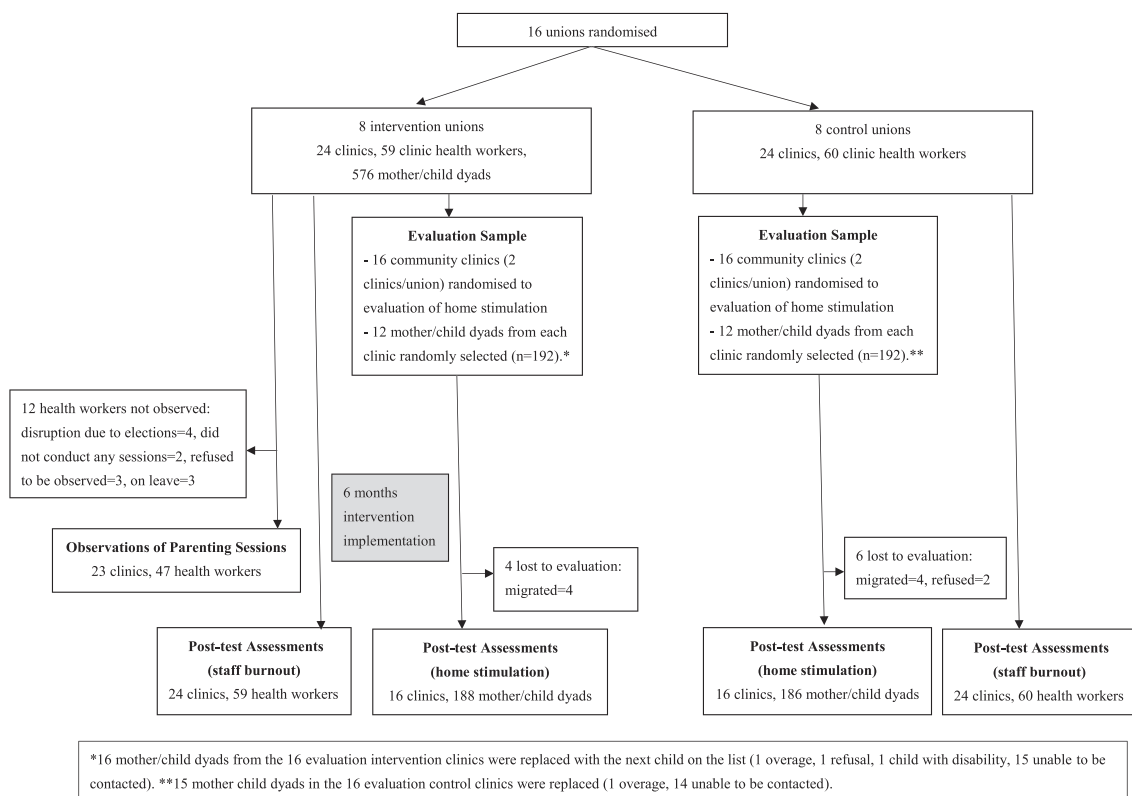 16 unions randomised
8 intervention unions
24 clinics, 59 clinic health workers,
576 mother/child dyads
8 control unions
24 clinics, 60 clinic health workers
Evaluation Sample
- 16 community clinics (2
clinics/union) randomised to
evaluation of home stimulation
- 12 mother/child dyads from each
clinic randomly selected (n=192).*
Evaluation Sample
- 16 community clinics (2
clinics/union) randomised to
evaluation of home stimulation
- 12 mother/child dyads from each
clinic randomly selected (n=192).**
12 health workers not observed:
disruption due to elections=4, did
not conduct any sessions=2, refused
to be observed=3, on leave=3
6 months
intervention
implementation
Observations of Parenting Sessions
23 clinics, 47 health workers
4 lost to evaluation:
migrated=4
6 lost to evaluation:
migrated=4, refused=2
Post-test Assessments
(staff burnout)
24 clinics, 59 health workers
Post-test Assessments
(home stimulation)
16 clinics, 188 mother/child dyads
Post-test Assessments
(home stimulation)
16 clinics, 186 mother/child dyads
Post-test Assessments
(staff burnout)
24 clinics, 60 health workers
*16 mother/child dyads from the 16 evaluation intervention clinics were replaced with the next child on the list (1 overage, 1 refusal, 1 child with disability, 15 unable to be
contacted). **15 mother child dyads in the 16 evaluation control clinics were replaced (1 overage, 14 unable to be contacted).